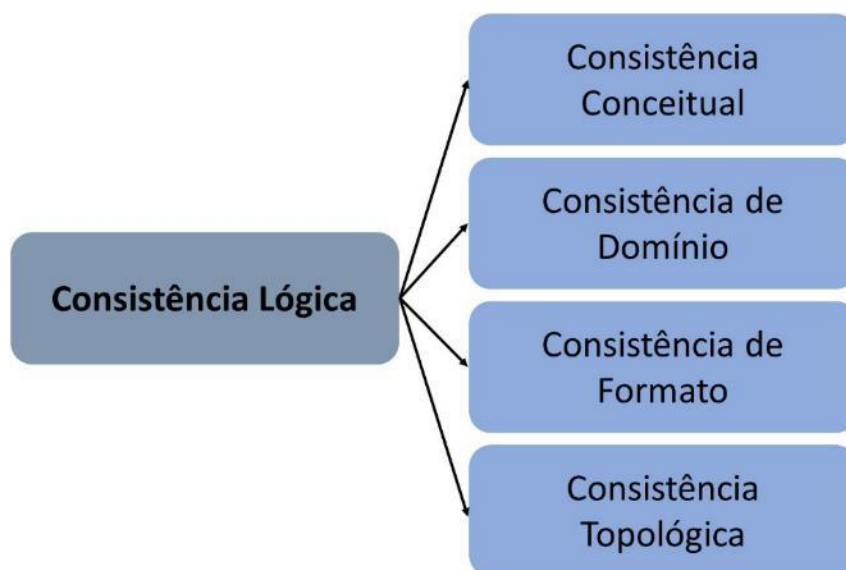 Consistência Lógica
Consistência
Conceitual
Consistência de
Domínio
Consistência de
Formato
Consistência
Topológica